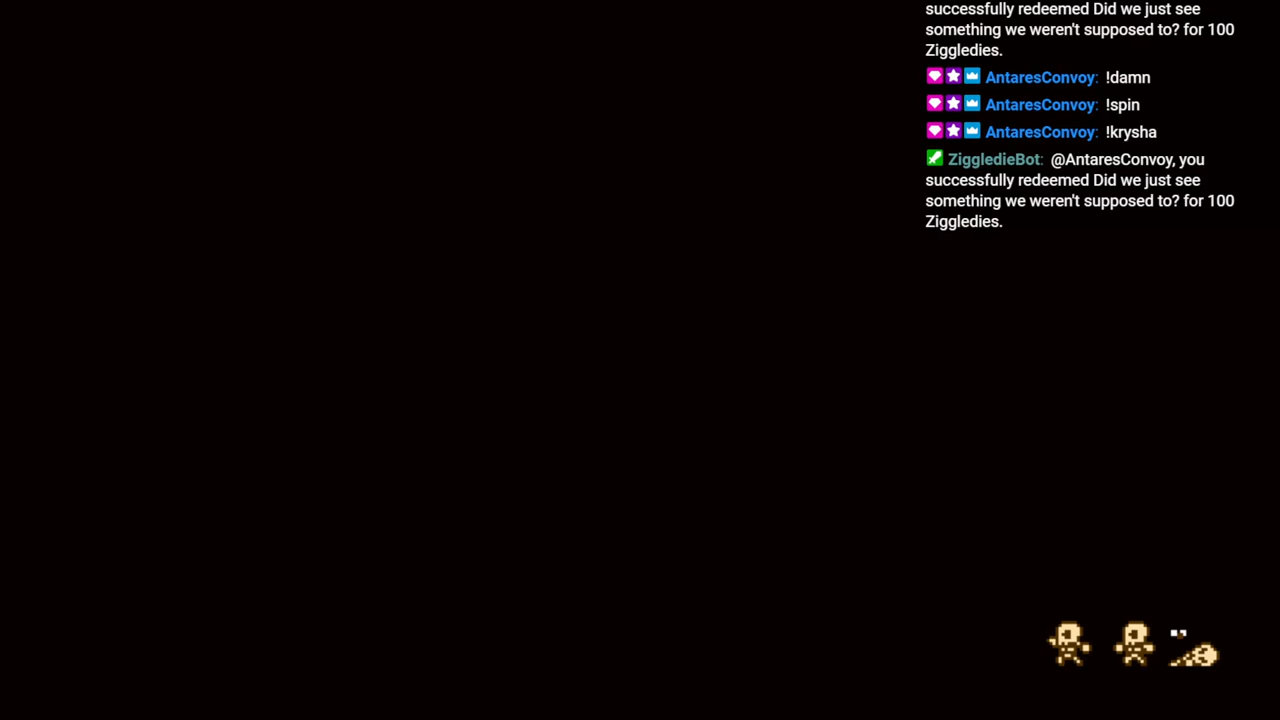 successfully redeemed Did we just see
something we weren't supposed to? for 100
Ziggledies.
AntaresConvoy: !damn
AntaresConvoy: !spin
AntaresConvoy: !krysha
ZiggledieBot: @AntaresConvoy, you
successfully redeemed Did we just see
something we weren't supposed to? for 100
Ziggledies.